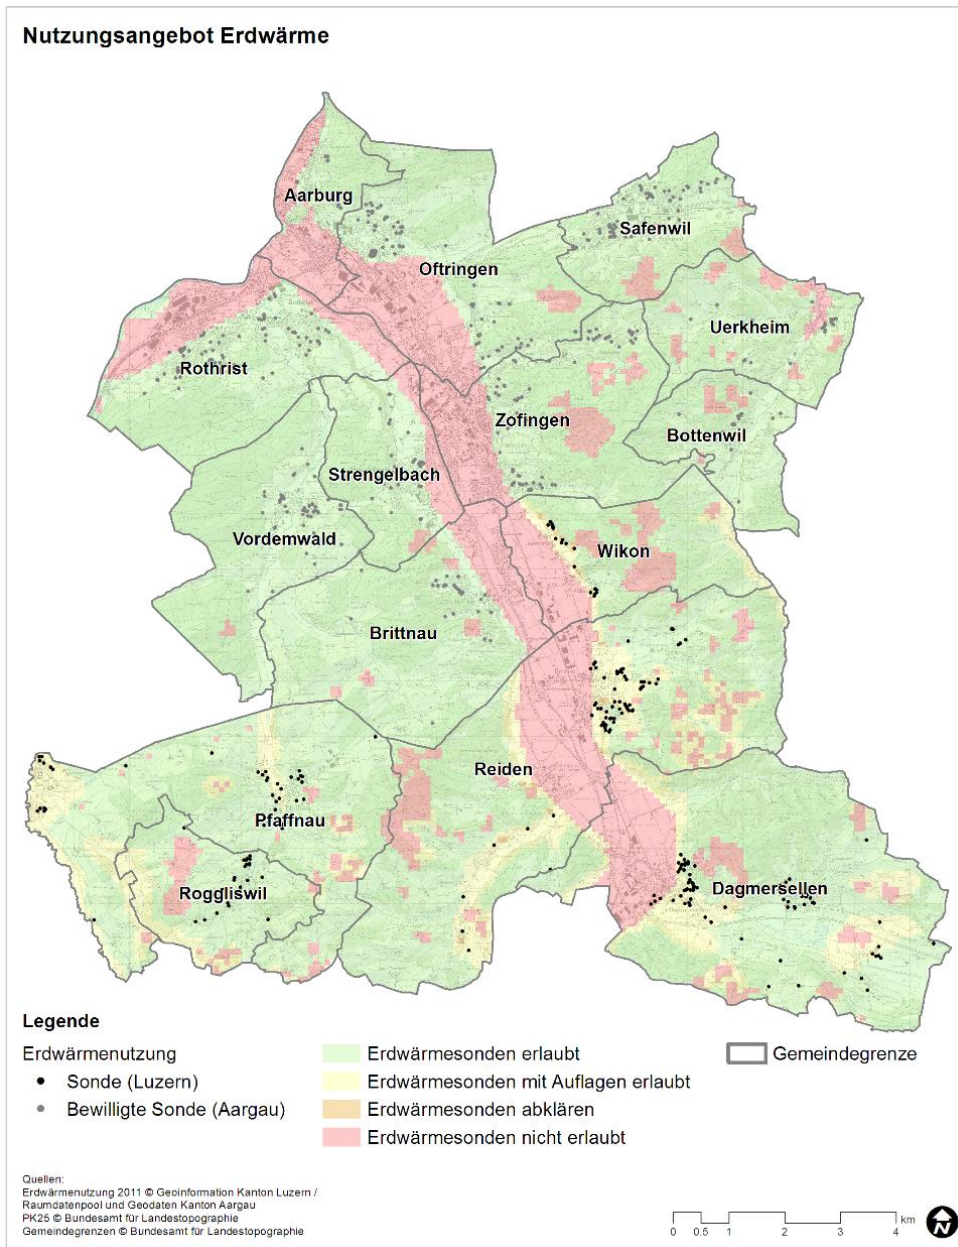 Nutzungsangebot Erdwärme
Aarburg
Safenwil
Oftringen
Uerkheim
Rothrist
Zofingen
Bottenwil
Strengelbach
Vordemwald
Wikon
Brittnau
Reiden
Pfaffnau
Roggliswil
Dagmersellen
Legende
Erdwärmenutzung
Sonde (Luzern)
Bewilligte Sonde (Aargau)
Erdwärmesonden erlaubt
Erdwärmesonden mit Auflagen erlaubt
Erdwärmesonden abklären
Erdwärmesonden nicht erlaubt
Gemeindegrenze
Quellen:
Erdwärmenutzung 2011 © Geoinformation Kanton Luzern /
Raumdatenpool und Geodaten Kanton Aargau
PK25 © Bundesamt für Landestopographie
Gemeindegrenzen © Bundesamt für Landestopographie
km
0 0.5 1 2 3 4
N